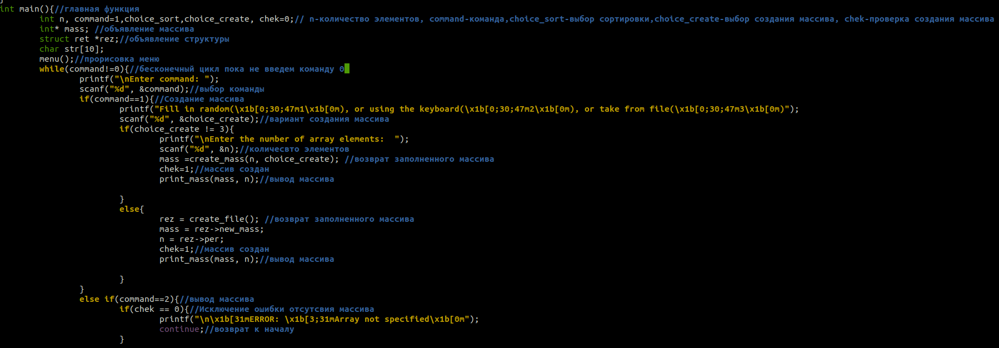 }
int main(){//главная функция
int n, command=1,choice_sort,choice_create, chek=0;// n-количество элементов, command-команда,choice_sort-выбор сортировки,choice_create-выбор создания массива, chek-проверка создания массива
int* mass; //объявление массива
struct ret *rez;//объявление структуры
char str[10];
menu();//прорисовка меню
while(command!=0){//бесконечный цикл пока не введем команду 0
printf("\nEnter command: ");
scanf("%d", &command);//выбор команды
if(command==1){//Создание массива
printf("Fill in random(\x1b[0;30;47m1\x1b[0m), or using the keyboard(\x1b[0;30;47m2\x1b[0m), or take from file(\x1b[0;30;47m3\x1b[0m)");
scanf("%d", &choice_create);//вариант создания массива
if(choice_create != 3){
printf("\nEnter the number of array elements:  ");
scanf("%d", &n);//количесвто элементов
mass =create_mass(n, choice_create); //возврат заполненного массива
chek=1;//массив создан
print_mass(mass, n);//вывод массива
}
else{
rez = create_file(); //возврат заполненного массива
mass = rez->new_mass;
n = rez->per;
chek=1;//массив создан
print_mass(mass, n);//вывод массива
}
}
else if(command==2){//вывод массива
if(chek == 0){//Исключение ошибки отсутсвия массива
printf("\n\x1b[31mERROR: \x1b[3;31mArray not specified\x1b[0m");
continue;//возврат к началу
}